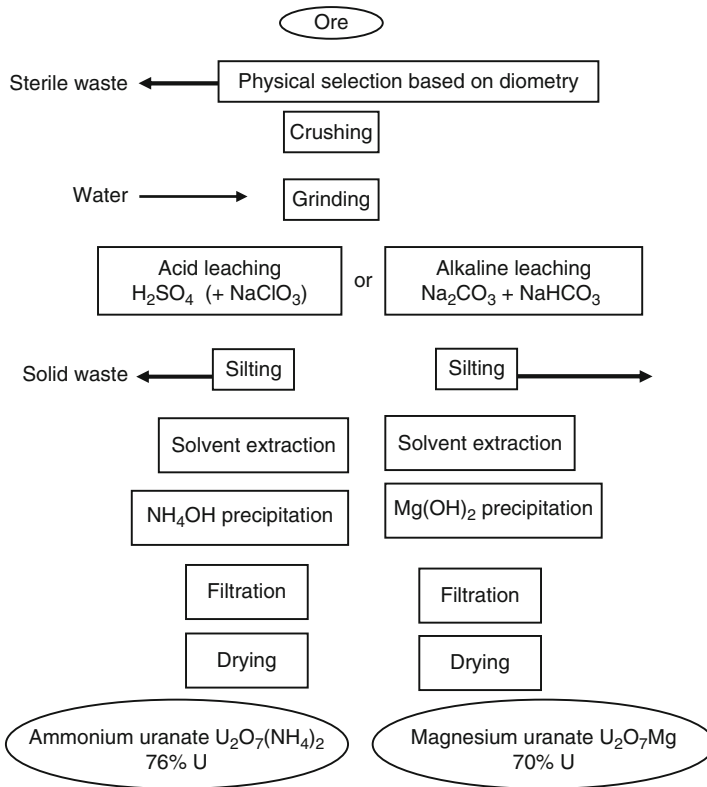 Ore
Sterile waste
Physical selection based on diometry
Crushing
Water
Grinding
Acid leaching
H₂SO₄ (+ NaClO₃)
or
Alkaline leaching
Na₂CO₃ + NaHCO₃
Solid waste
Silting
Silting
Solvent extraction
Solvent extraction
NH₄OH precipitation
Mg(OH)₂ precipitation
Filtration
Filtration
Drying
Drying
Ammonium uranate U₂O₇(NH₄)₂
76% U
Magnesium uranate U₂O₇Mg
70% U